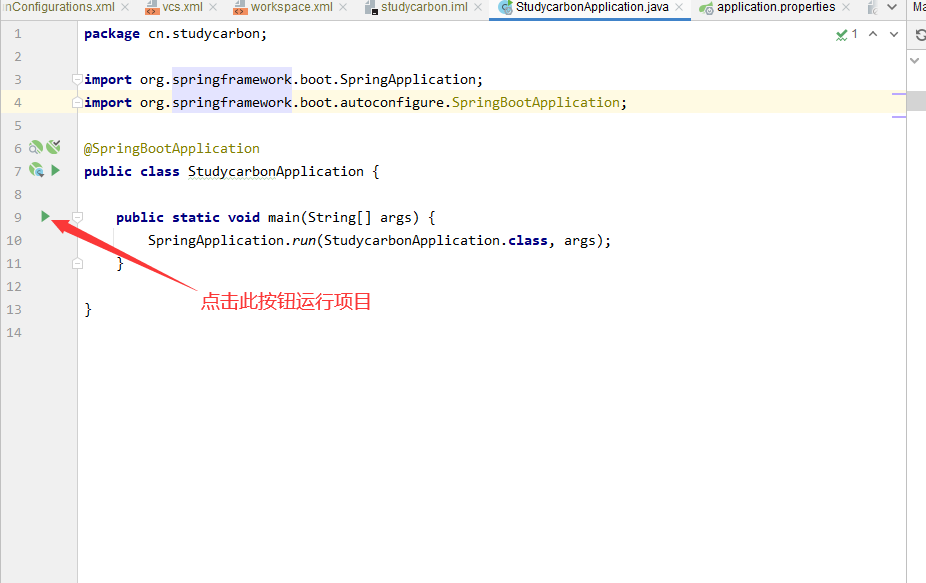 nConfigurations.xml vcs.xml workspace.xml studycarbon.iml StudycarbonApplication.java application.properties Ma
1 package cn.studycarbon; 1
2
3 import org.springframework.boot.SpringApplication;
4 import org.springframework.boot.autoconfigure.SpringBootApplication;
5
6 @SpringBootApplication
7 public class StudycarbonApplication {
8
9 public static void main(String[] args) {
10 SpringApplication.run(StudycarbonApplication.class, args);
11 }
12
点击此按钮运行项目
13 }
14